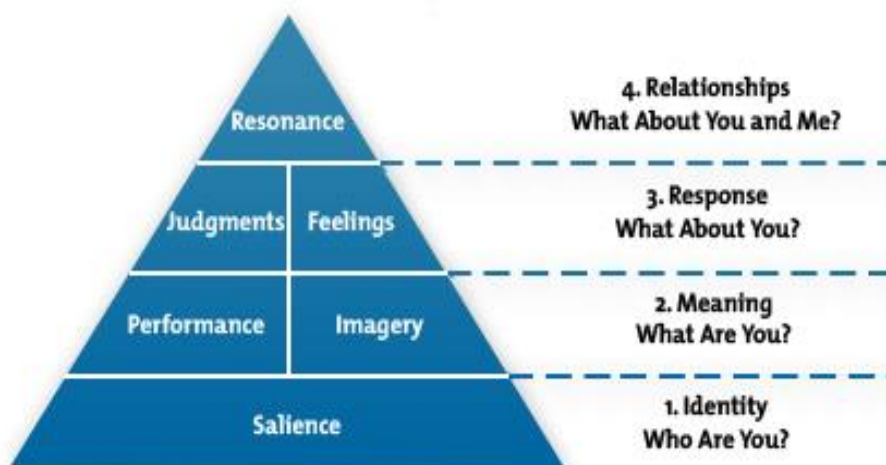 Resonance
4. Relationships
What About You and Me?
Judgments
Feelings
3. Response
What About You?
Performance
Imagery
2. Meaning
What Are You?
Salience
1. Identity
Who Are You?